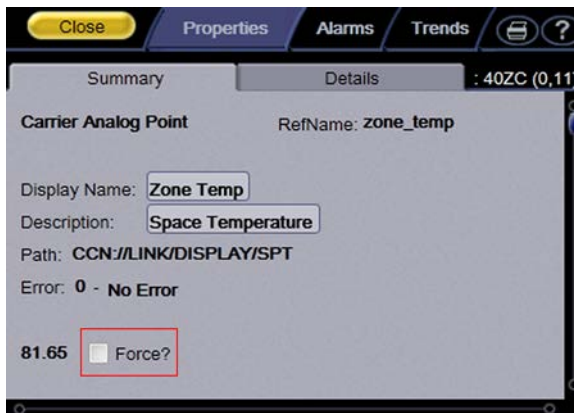 Close Properties Alarms Trends ?
Summary Details : 40ZC (0,11
Carrier Analog Point RefName: zone_temp
Display Name: Zone Temp
Description: Space Temperature
Path: CCN://LINK/DISPLAY/SPT
Error: 0 - No Error
81.65 Force?